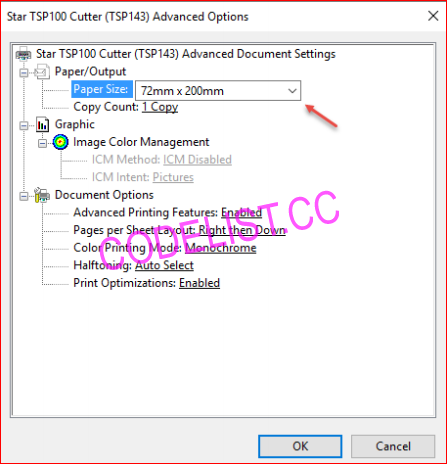 Star TSP100 Cutter (TSP143) Advanced Options
Star TSP100 Cutter (TSP143) Advanced Document Settings
Paper/Output
Paper Size: 72mm x 200mm
Copy Count: 1 Copy
Graphic
Image Color Management
ICM Method: ICM Disabled
ICM Intent: Pictures
Document Options
Advanced Printing Features: Enabled
Pages per Sheet Layout: Right then Down
Color Printing Mode: Monochrome
Halftoning: Auto Select
Print Optimizations: Enabled
CODELIST.CC
OK Cancel